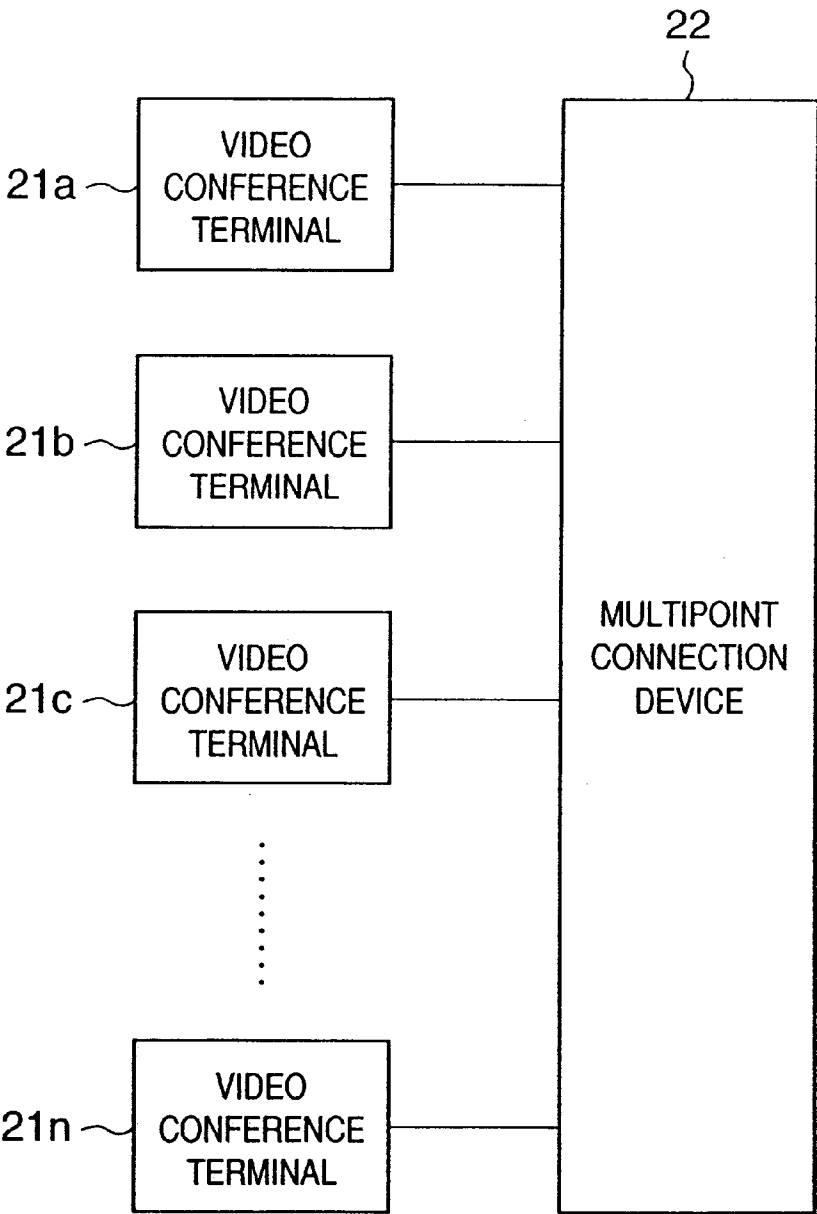 22
VIDEO
CONFERENCE
TERMINAL
21a
VIDEO
CONFERENCE
TERMINAL
21b
VIDEO
CONFERENCE
TERMINAL
21c
MULTIPOINT
CONNECTION
DEVICE
VIDEO
CONFERENCE
TERMINAL
21n